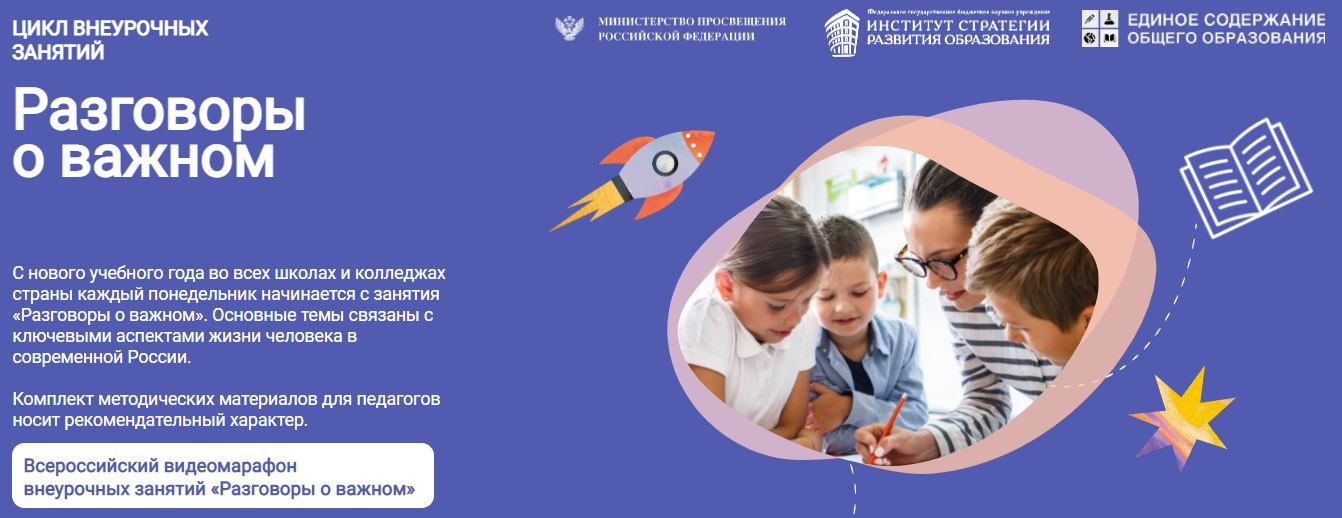 ЦИКЛ ВНЕУРОЧНЫХ
ЗАНЯТИЙ
Разговоры
о важном
С нового учебного года во всех школах и колледжах
страны каждый понедельник начинается с занятия
«Разговоры о важном». Основные темы связаны с
ключевыми аспектами жизни человека в
современной России.
Комплект методических материалов для педагогов
носит рекомендательный характер.
Всероссийский видеомарафон
внеурочных занятий «Разговоры о важном»
МИНИСТЕРСТВО ПРОСВЕЩЕНИЯ
РОССИЙСКОЙ ФЕДЕРАЦИИ
Федеральное государственное бюджетное научное учреждение
ИНСТИТУТ СТРАТЕГИИ
РАЗВИТИЯ ОБРАЗОВАНИЯ
ЕДИНОЕ СОДЕРЖАНИЕ
ОБЩЕГО ОБРАЗОВАНИЯ